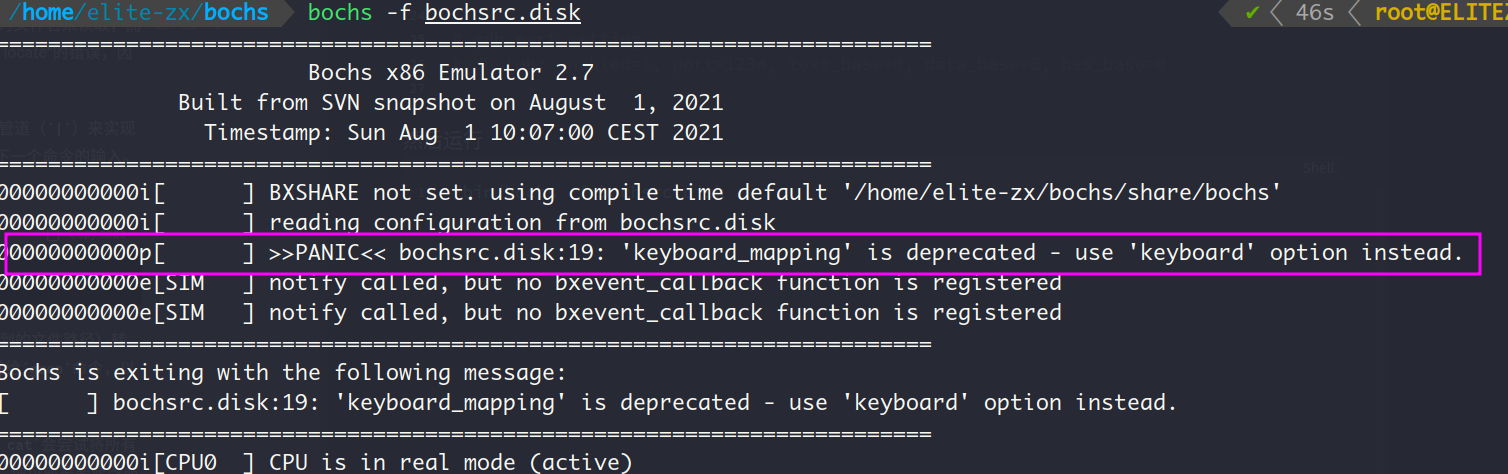 /home/elite-zx/bochs bochs -f bochsrc.disk ✔ 46s root@ELITEZ
========================================================================
Bochs x86 Emulator 2.7
Built from SVN snapshot on August  1, 2021
Timestamp: Sun Aug  1 10:07:00 CEST 2021
========================================================================
00000000000i[      ] BXSHARE not set. using compile time default '/home/elite-zx/bochs/share/bochs'
00000000000i[      ] reading configuration from bochsrc.disk
00000000000p[      ] >>PANIC<< bochsrc.disk:19: 'keyboard_mapping' is deprecated - use 'keyboard' option instead.
00000000000e[SIM   ] notify called, but no bxevent_callback function is registered
00000000000e[SIM   ] notify called, but no bxevent_callback function is registered
========================================================================
Bochs is exiting with the following message:
[      ] bochsrc.disk:19: 'keyboard_mapping' is deprecated - use 'keyboard' option instead.
========================================================================
00000000000i[CPU0  ] CPU is in real mode (active)